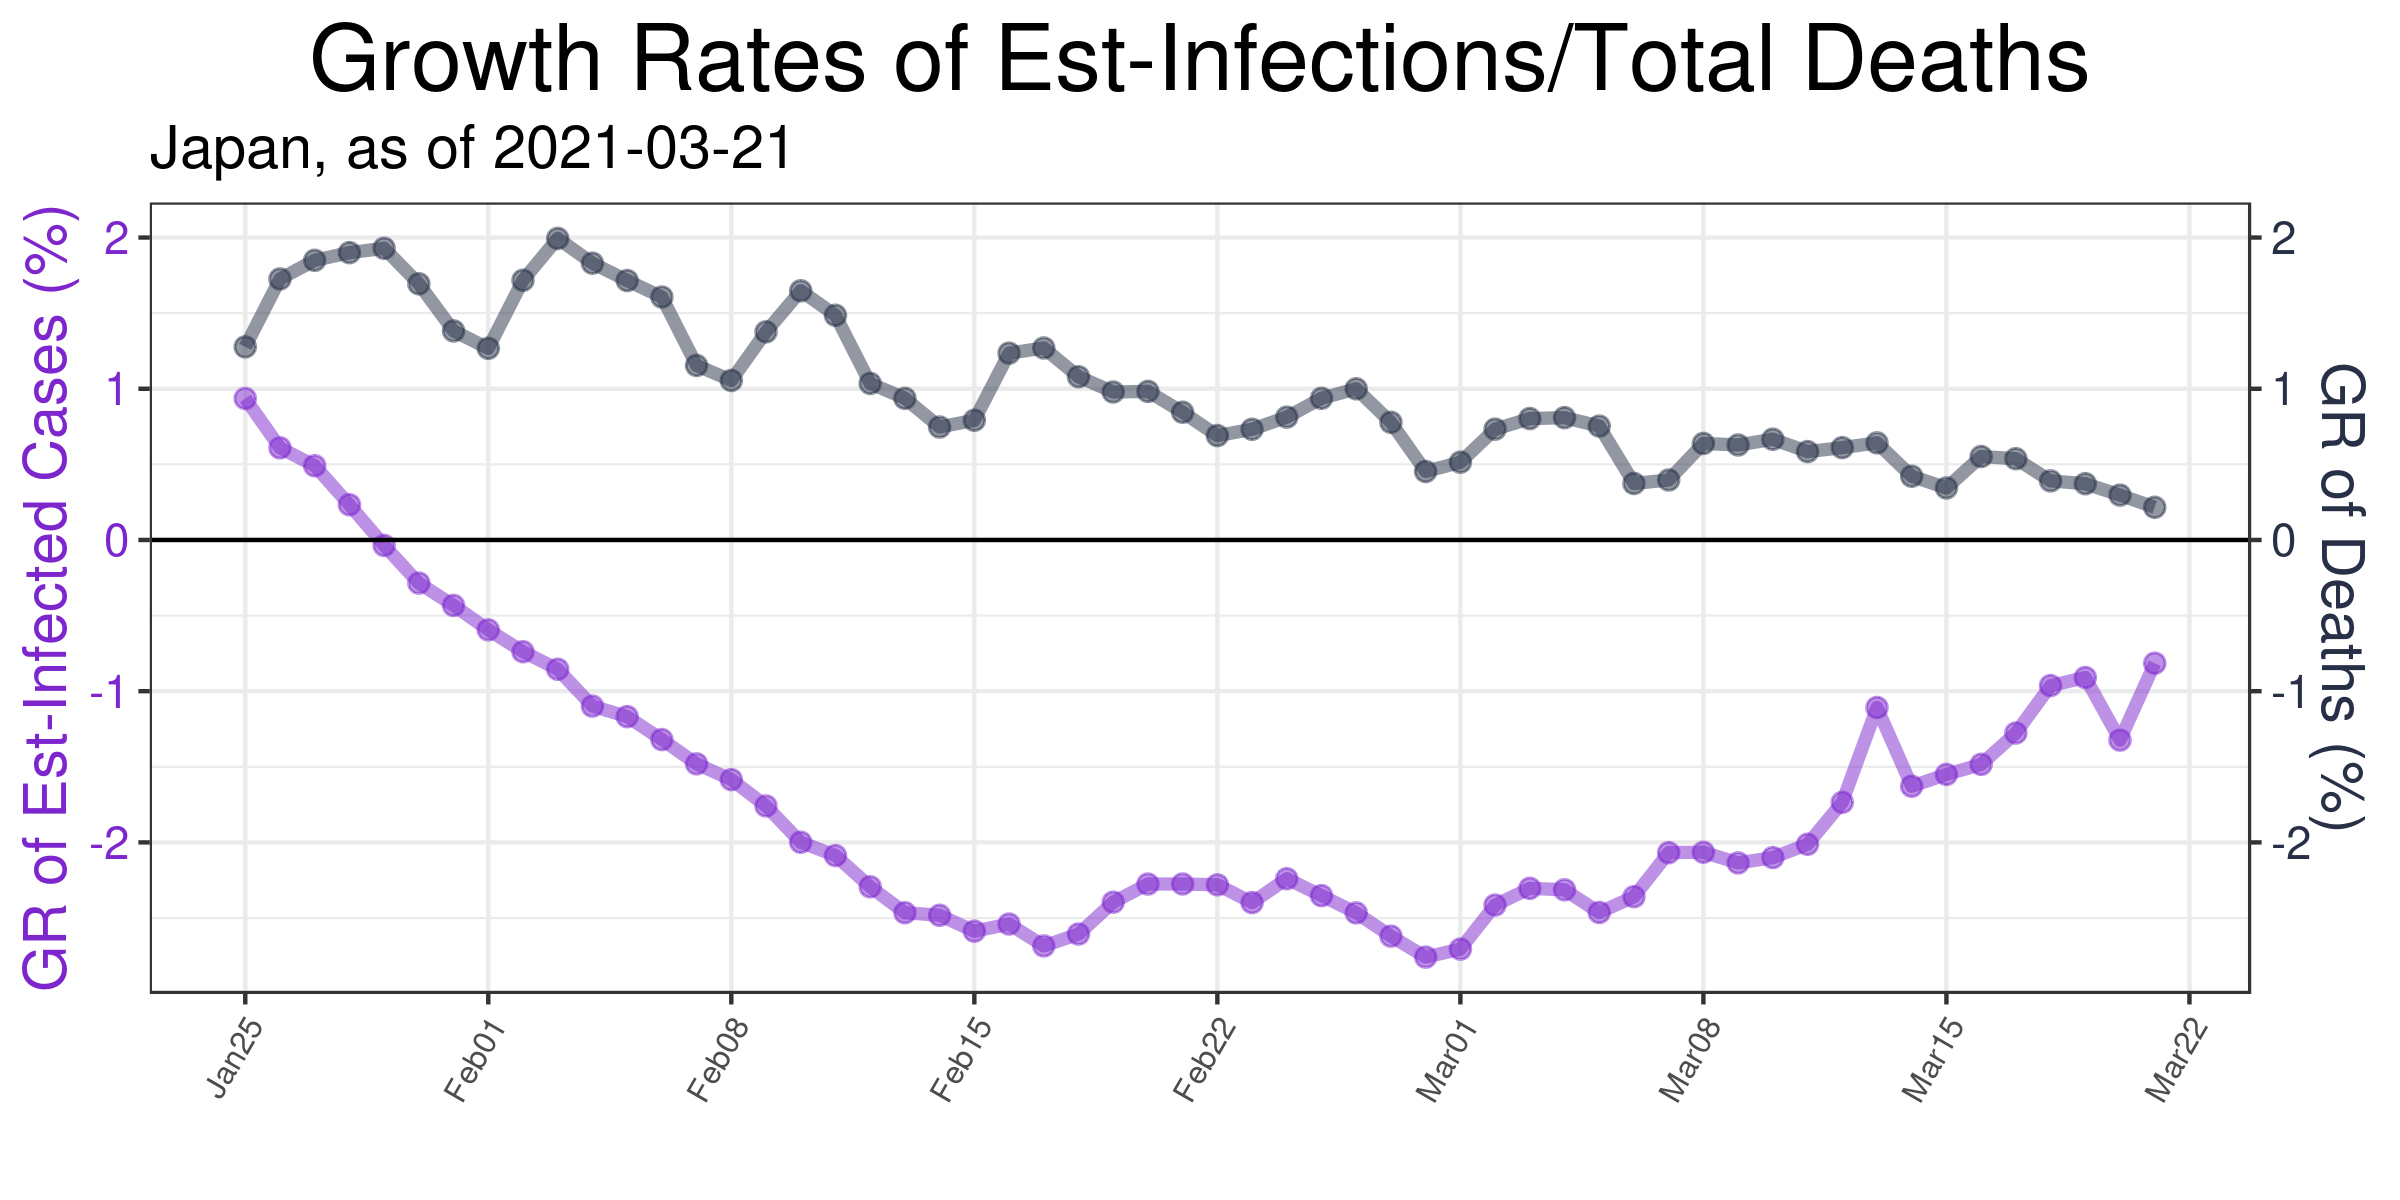 Growth Rates of Est-Infections/Total Deaths
Japan, as of 2021-03-21
GR of Est-Infected Cases (%)
2
1
0
-1
-2
2
1
0
-1
-2
GR of Deaths (%)
Jan25
Feb01
Feb08
Feb15
Feb22
Mar01
Mar08
Mar15
Mar22